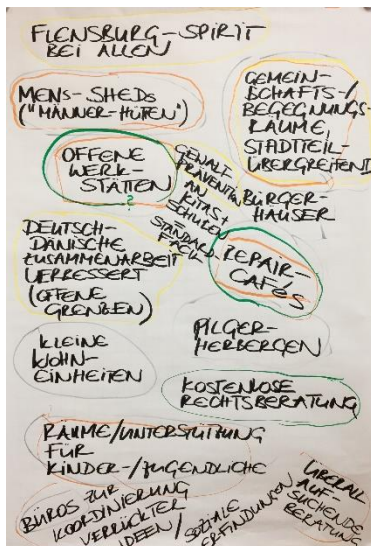 FLENSBURG-SPIRIT
BEI ALLEN
MENS-SHEDS
("MÄNNER-HÜTEN")
GEMEIN-
SCHAFTS-/
BEGEGNUNGS-
RÄUME,
STADTTEIL-
ÜBERGREIFEND
OFFENE
WERK-
STÄTTEN
?
GEWALT-
PRÄVENTION
AN
KITAS+
SCHULEN
STANDARD-
FACH
BÜRGER-
HÄUSER
DEUTSCH-
DÄNISCHE
ZUSAMMENARBEIT
VERBESSERT
(OFFENE
GRENZEN)
REPAIR-
CAFÉS
KLEINE
WOHN-
EINHEITEN
PILGER-
HERBERGEN
KOSTENLOSE
RECHTSBERATUNG
RÄUME/UNTERSTÜTZUNG
FÜR
KINDER-/JUGENDLICHE
BÜROS ZUR
KOORDINIERUNG
VERRÜCKTER
IDEEN/
SOZIALE
ERFINDUNGEN
ÜBERALL
AUF-
SUCHENDE
BERATUNG